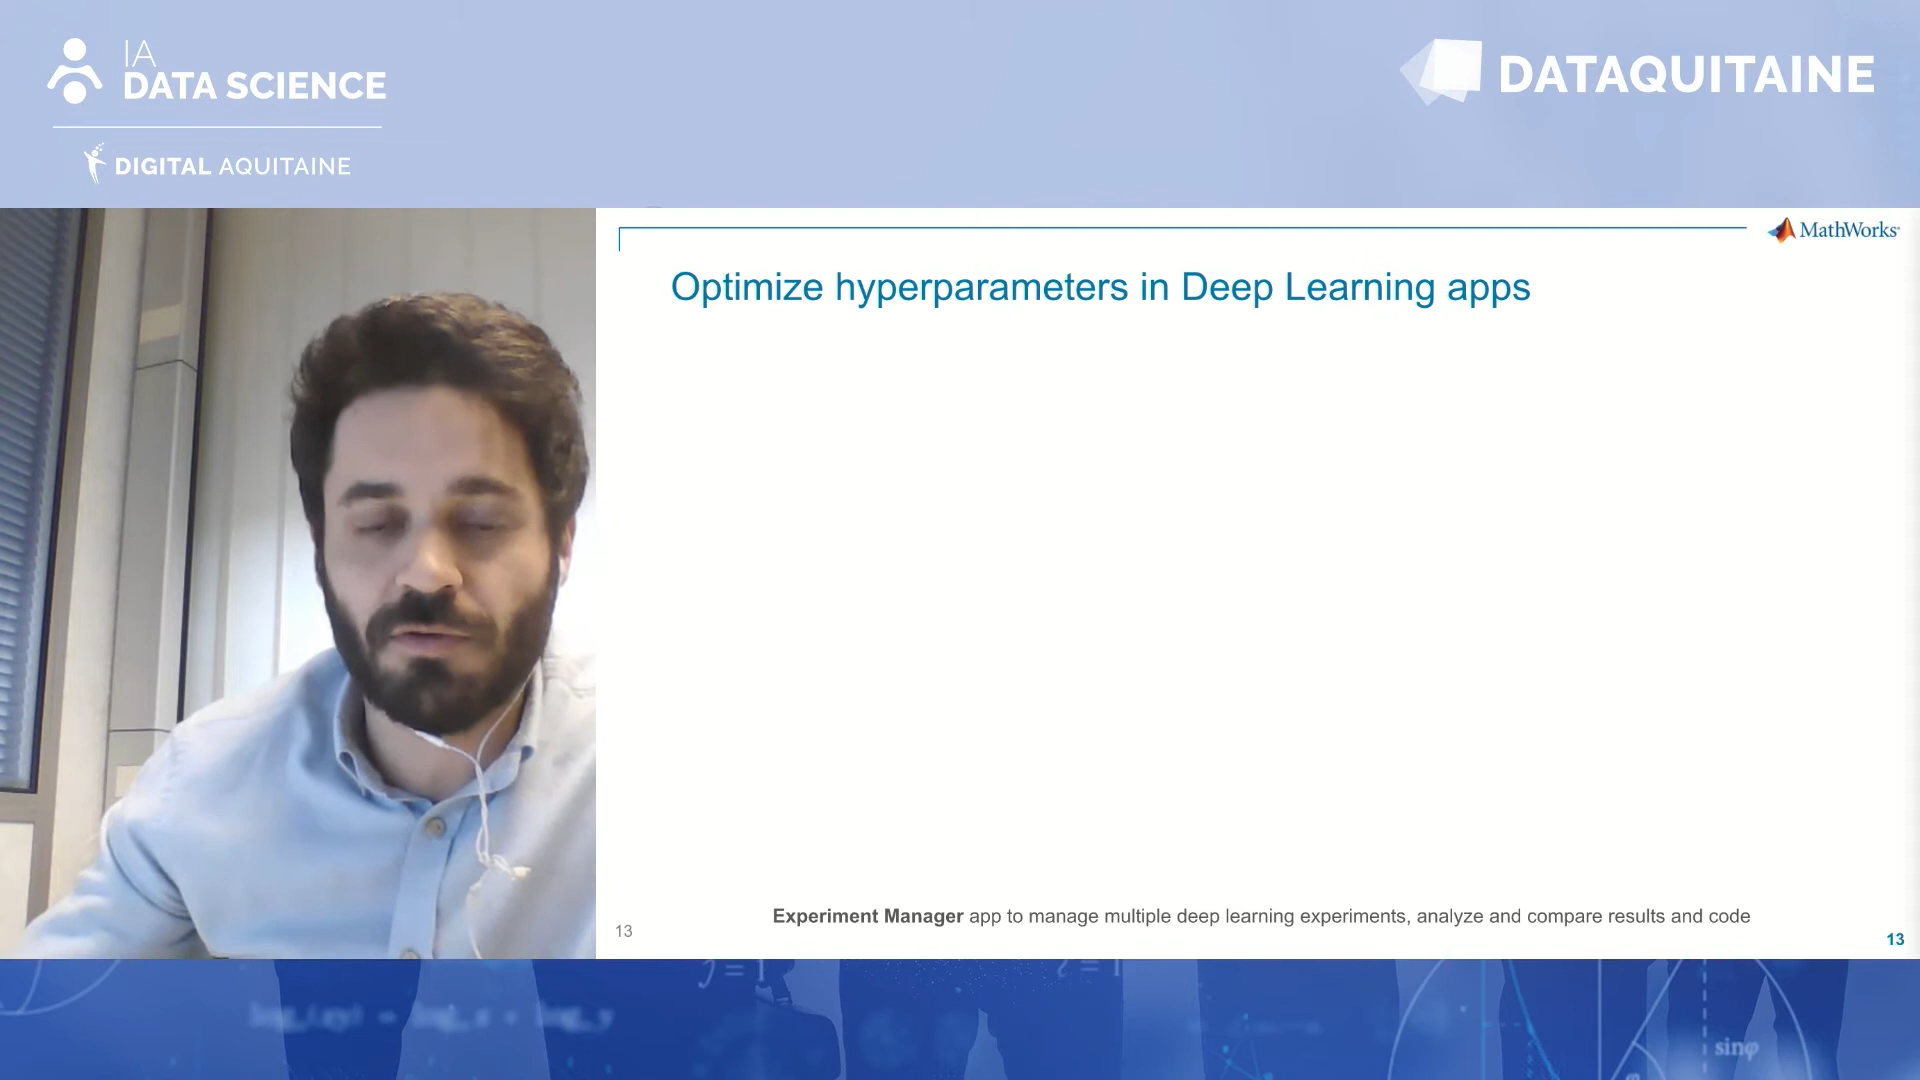 IA
DATA SCIENCE
DIGITAL AQUITAINE
DATAQUITAINE
MathWorks
Optimize hyperparameters in Deep Learning apps
Experiment Manager app to manage multiple deep learning experiments, analyze and compare results and code
13
13
sinφ